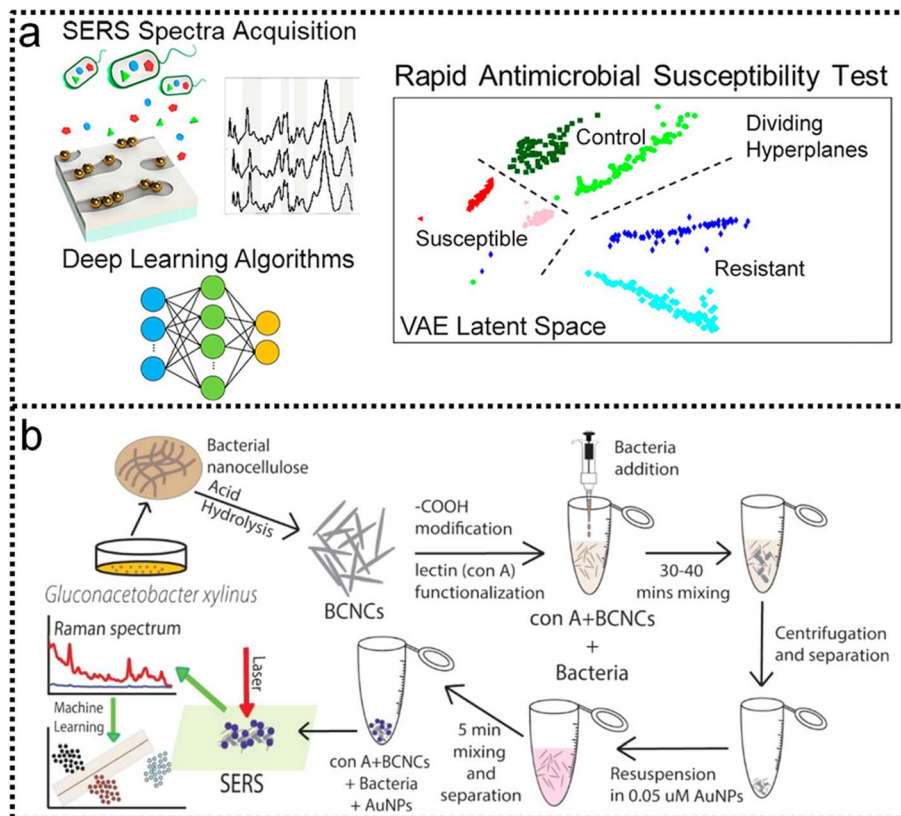 a
SERS Spectra Acquisition
Deep Learning Algorithms
Rapid Antimicrobial Susceptibility Test
Control
Dividing
Hyperplanes
Susceptible
Resistant
VAE Latent Space
b
Bacterial
nanocellulose
Acid
Hydrolysis
Gluconacetobacter xylinus
BCNCs
-COOH
modification
lectin (con A)
functionalization
Bacteria
addition
con A+BCNCs
+
Bacteria
30-40
mins mixing
Centrifugation
and separation
Resuspension
in 0.05 uM AuNPs
5 min
mixing
and
separation
con A+BCNCs
+ Bacteria
+ AuNPs
Laser
SERS
Raman spectrum
Machine
Learning